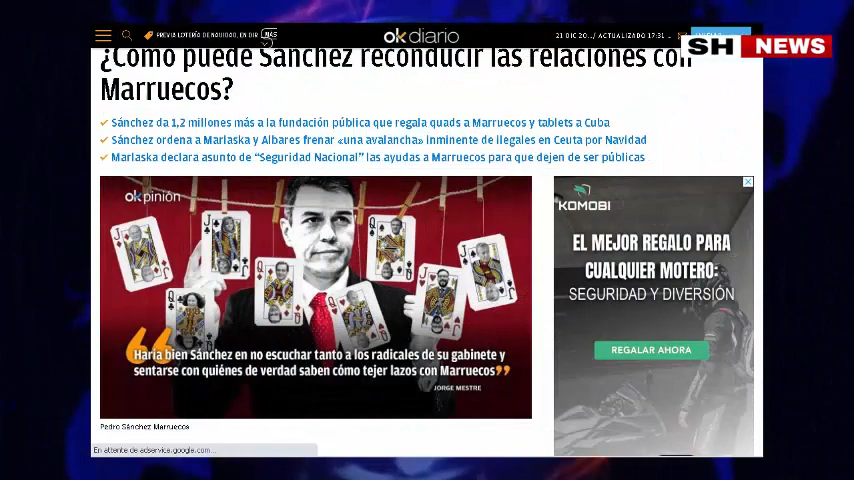 PREVIA LOTERÍA DE NAVIDAD, EN DIR
MÁS
okdiario
21 DIC 20.../ ACTUALIZADO 17:31
SH NEWS
¿Cómo puede Sánchez reconducir las relaciones con
Marruecos?
Sánchez da 1,2 millones más a la fundación pública que regala quads a Marruecos y tablets a Cuba
Sánchez ordena a Marlaska y Albares frenar «una avalancha» inminente de ilegales en Ceuta por Navidad
Marlaska declara asunto de “Seguridad Nacional” las ayudas a Marruecos para que dejen de ser públicas
okpinión
Haría bien Sánchez en no escuchar tanto a los radicales de su gabinete y
sentarse con quiénes de verdad saben cómo tejer lazos con Marruecos
JORGE MESTRE
Pedro Sánchez Marruecos
KOMOBI
EL MEJOR REGALO PARA
CUALQUIER MOTERO:
SEGURIDAD Y DIVERSIÓN
REGALAR AHORA
En attente de adservice.google.com...